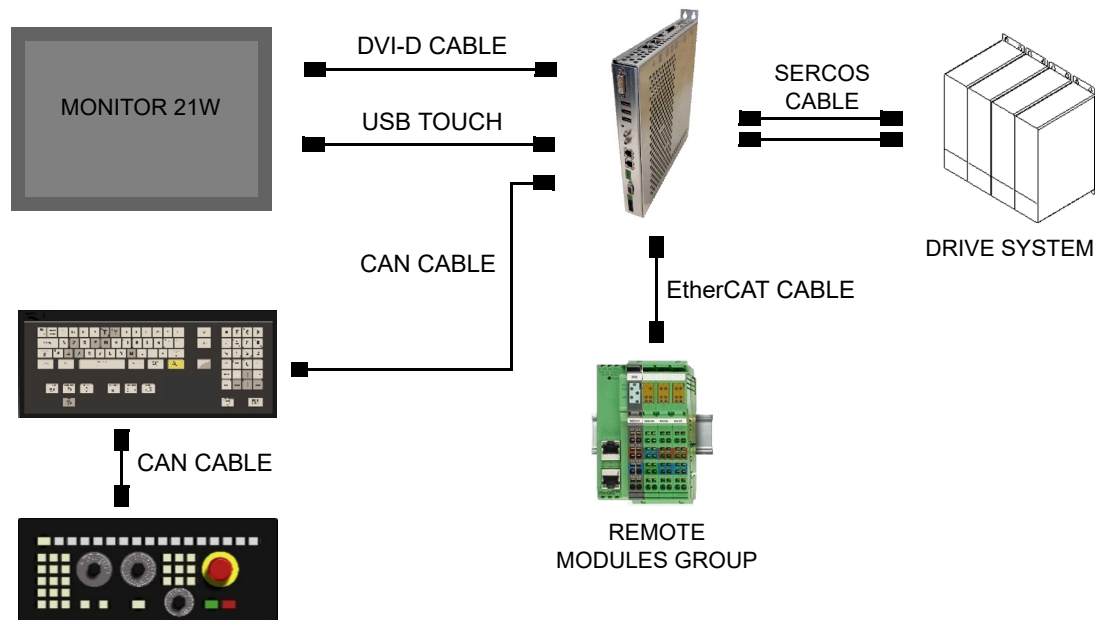 DVI-D CABLE
MONITOR 21W
USB TOUCH
SERCOS
CABLE
DRIVE SYSTEM
CAN CABLE
EtherCAT CABLE
CAN CABLE
REMOTE
MODULES GROUP